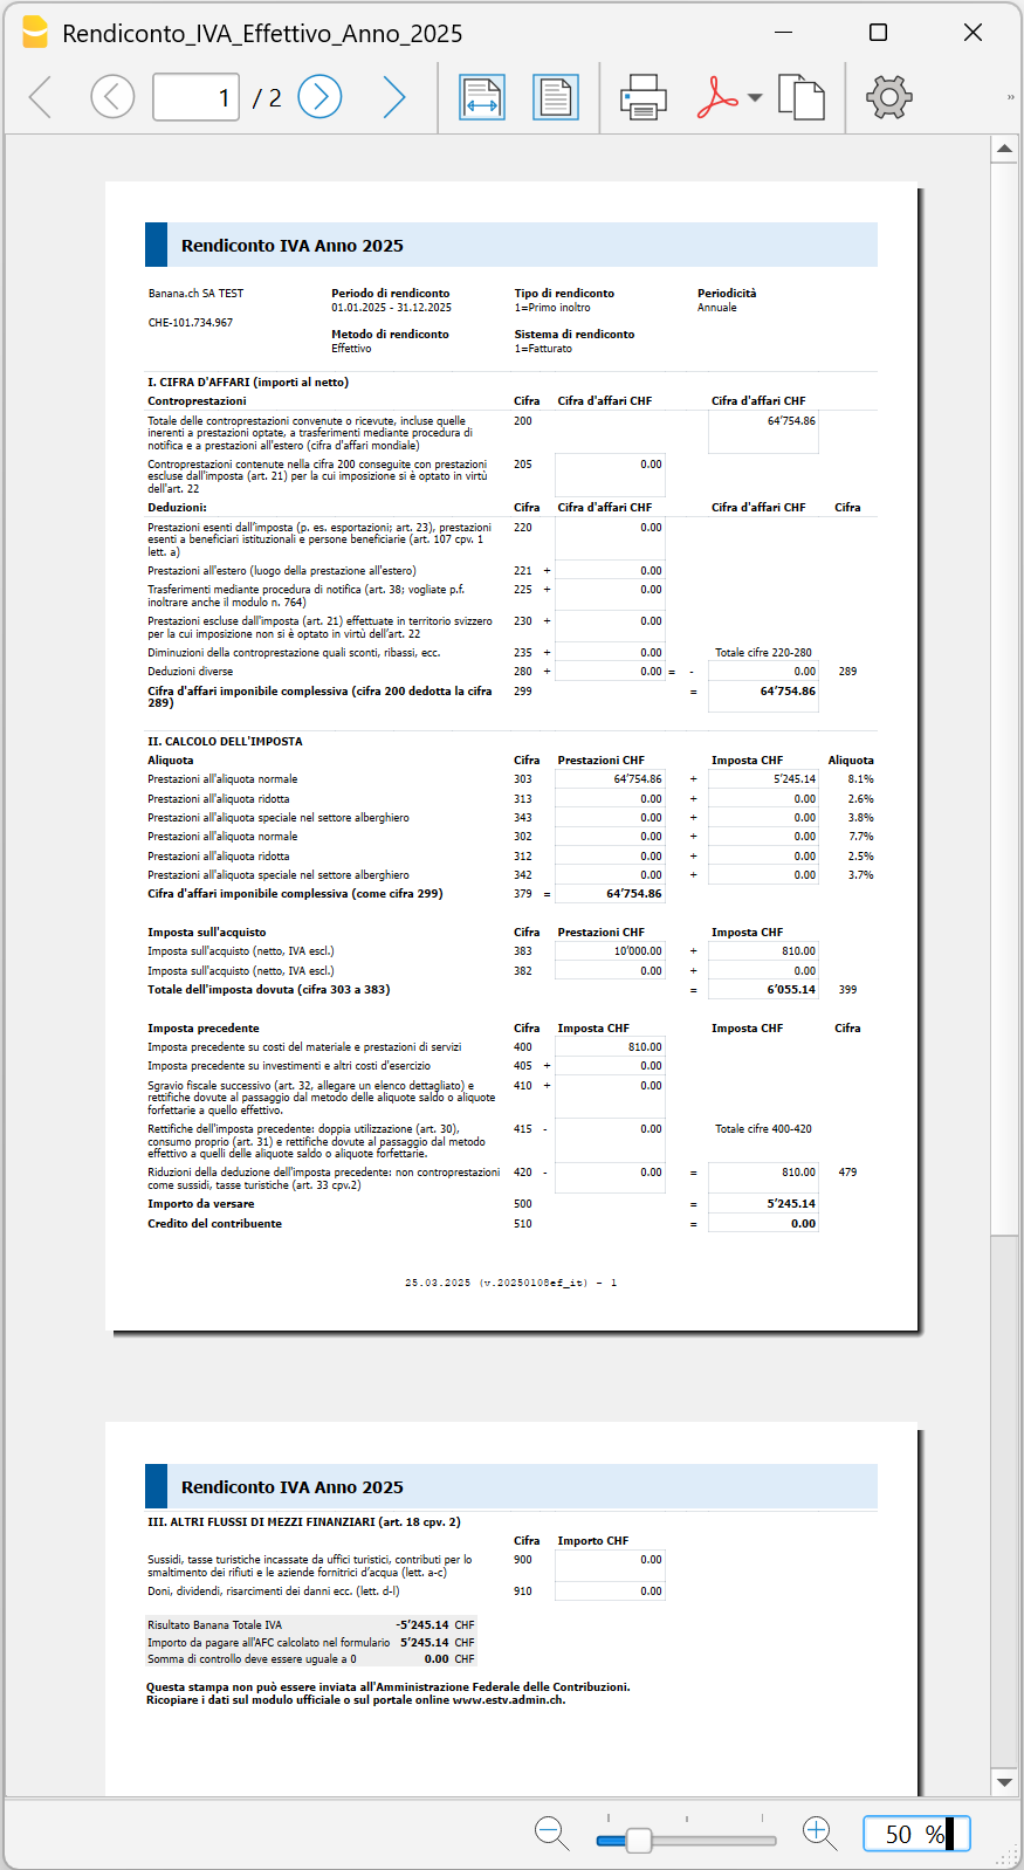 Rendiconto_IVA_Effettivo_Anno_2025
1 / 2
»
Rendiconto IVA Anno 2025
Banana.ch SA TEST
CHE-101.734.967
Periodo di rendiconto
01.01.2025 - 31.12.2025
Metodo di rendiconto
Effettivo
Tipo di rendiconto
1=Primo inoltro
Sistema di rendiconto
1=Fatturato
Periodicità
Annuale
I. CIFRA D'AFFARI (importi al netto)
Controprestazioni Cifra Cifra d'affari CHF Cifra d'affari CHF
Totale delle controprestazioni convenute o ricevute, incluse quelle 200 64'754.86
inerenti a prestazioni optate, a trasferimenti mediante procedura di
notifica e a prestazioni all'estero (cifra d'affari mondiale)
Controprestazioni contenute nella cifra 200 conseguite con prestazioni 205 0.00
escluse dall'imposta (art. 21) per la cui imposizione si è optato in virtù
dell'art. 22
Deduzioni: Cifra Cifra d'affari CHF Cifra d'affari CHF Cifra
Prestazioni esenti dall'imposta (p. es. esportazioni; art. 23), prestazioni 220 0.00
esenti a beneficiari istituzionali e persone beneficiarie (art. 107 cpv. 1
lett. a)
Prestazioni all'estero (luogo della prestazione all'estero) 221 + 0.00
Trasferimenti mediante procedura di notifica (art. 38; vogliate p.f. 225 + 0.00
inoltrare anche il modulo n. 764)
Prestazioni escluse dall'imposta (art. 21) effettuate in territorio svizzero 230 + 0.00
per la cui imposizione non si è optato in virtù dell'art. 22
Diminuzioni della controprestazione quali sconti, ribassi, ecc. 235 + 0.00 Totale cifre 220-280
Deduzioni diverse 280 + 0.00 = - 0.00 289
Cifra d'affari imponibile complessiva (cifra 200 dedotta la cifra 299 = 64'754.86
289)
II. CALCOLO DELL'IMPOSTA
Aliquota Cifra Prestazioni CHF Imposta CHF Aliquota
Prestazioni all'aliquota normale 303 64'754.86 + 5'245.14 8.1%
Prestazioni all'aliquota ridotta 313 0.00 + 0.00 2.6%
Prestazioni all'aliquota speciale nel settore alberghiero 343 0.00 + 0.00 3.8%
Prestazioni all'aliquota normale 302 0.00 + 0.00 7.7%
Prestazioni all'aliquota ridotta 312 0.00 + 0.00 2.5%
Prestazioni all'aliquota speciale nel settore alberghiero 342 0.00 + 0.00 3.7%
Cifra d'affari imponibile complessiva (come cifra 299) 379 = 64'754.86
Imposta sull'acquisto Cifra Prestazioni CHF Imposta CHF
Imposta sull'acquisto (netto, IVA escl.) 383 10'000.00 + 810.00
Imposta sull'acquisto (netto, IVA escl.) 382 0.00 + 0.00
Totale dell'imposta dovuta (cifra 303 a 383) = 6'055.14 399
Imposta precedente Cifra Imposta CHF Imposta CHF Cifra
Imposta precedente su costi del materiale e prestazioni di servizi 400 810.00
Imposta precedente su investimenti e altri costi d'esercizio 405 + 0.00
Sgravio fiscale successivo (art. 32, allegare un elenco dettagliato) e 410 + 0.00
rettifiche dovute al passaggio dal metodo delle aliquote saldo o aliquote
forfettarie a quello effettivo.
Rettifiche dell'imposta precedente: doppia utilizzazione (art. 30), 415 - 0.00 Totale cifre 400-420
consumo proprio (art. 31) e rettifiche dovute al passaggio dal metodo
effettivo a quelli delle aliquote saldo o aliquote forfettarie.
Riduzioni della deduzione dell'imposta precedente: non controprestazioni 420 - 0.00 = 810.00 479
come sussidi, tasse turistiche (art. 33 cpv.2)
Importo da versare 500 = 5'245.14
Credito del contribuente 510 = 0.00
25.03.2025 (v.20250108ef_it) - 1
Rendiconto IVA Anno 2025
III. ALTRI FLUSSI DI MEZZI FINANZIARI (art. 18 cpv. 2)
Cifra Importo CHF
Sussidi, tasse turistiche incassate da uffici turistici, contributi per lo 900 0.00
smaltimento dei rifiuti e le aziende fornitrici d'acqua (lett. a-c)
Doni, dividendi, risarcimenti dei danni ecc. (lett. d-l) 910 0.00
Risultato Banana Totale IVA -5'245.14 CHF
Importo da pagare all'AFC calcolato nel formulario 5'245.14 CHF
Somma di controllo deve essere uguale a 0 0.00 CHF
Questa stampa non può essere inviata all'Amministrazione Federale delle Contribuzioni.
Ricopiare i dati sul modulo ufficiale o sul portale online www.estv.admin.ch.
50 %